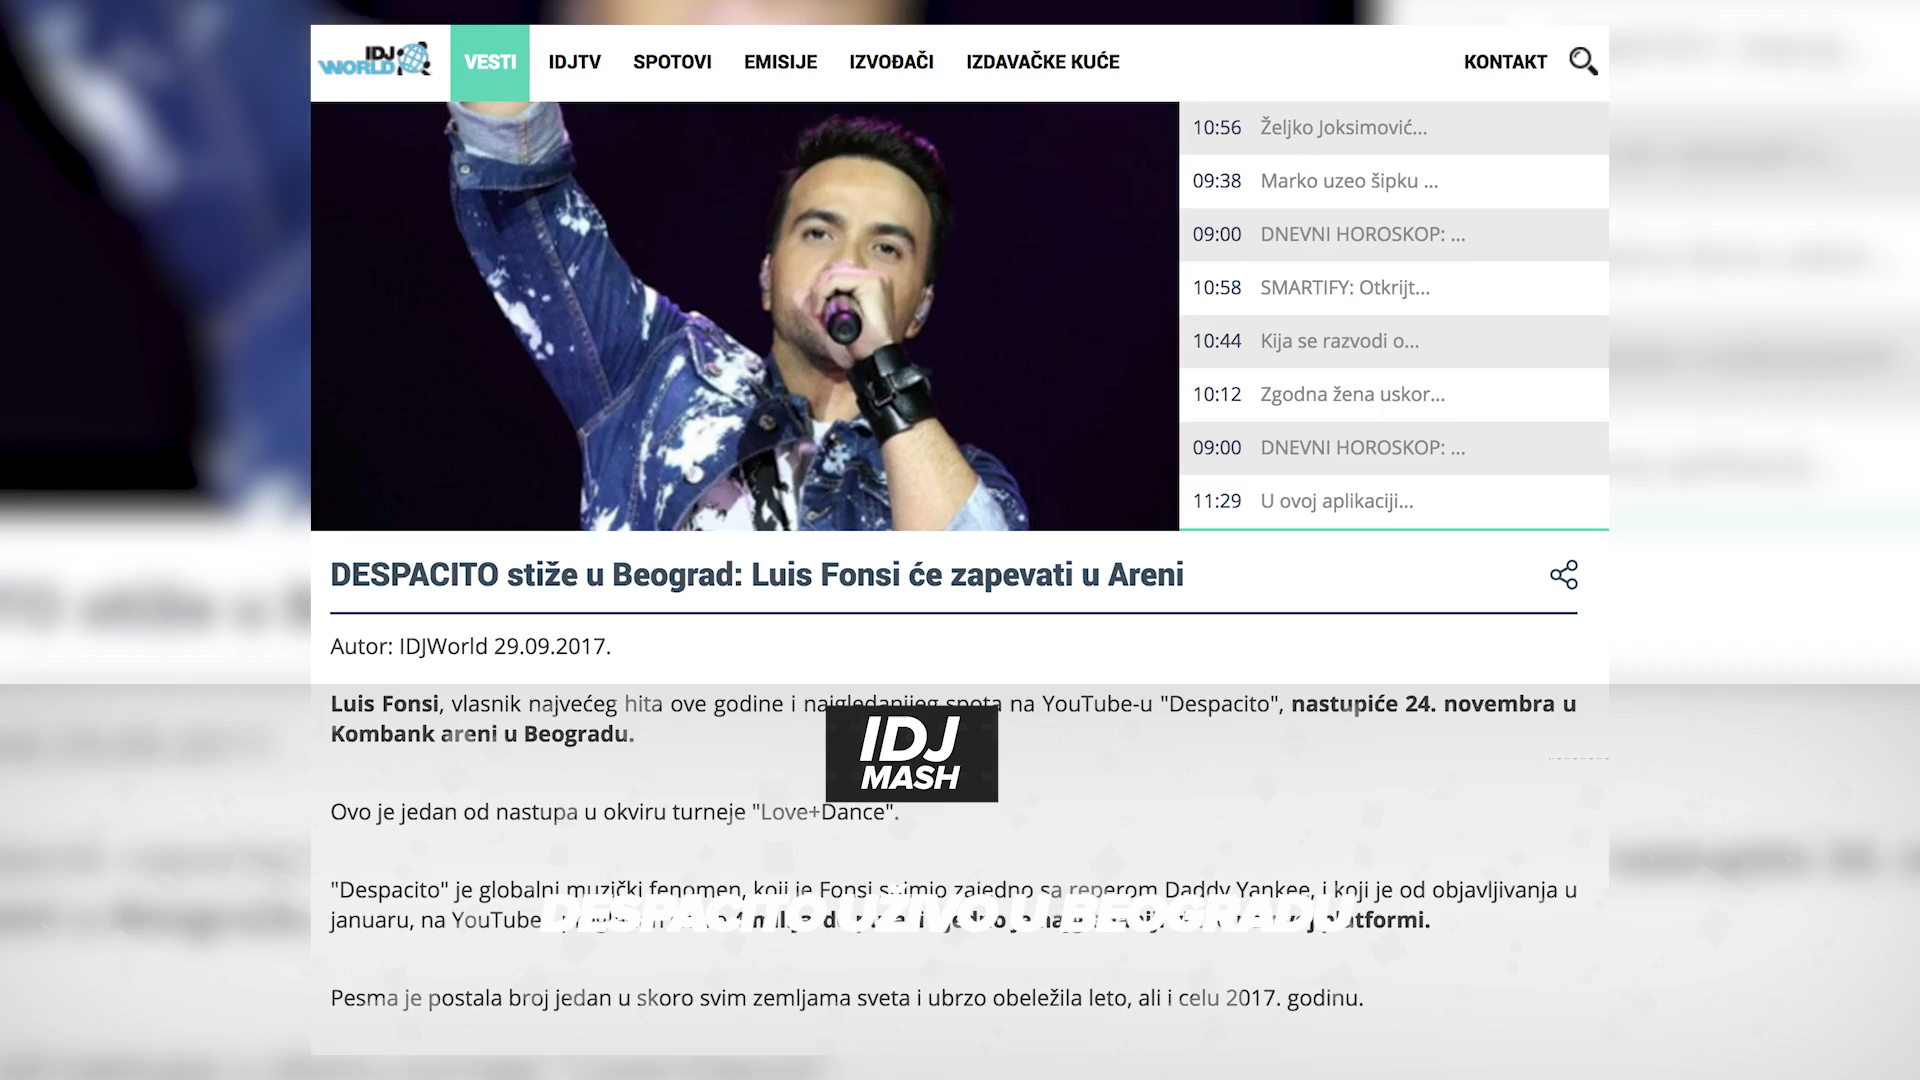 IDJ
WORLD
VESTI IDJTV SPOTOVI EMISIJE IZVOĐAČI IZDAVAČKE KUĆE KONTAKT
10:56 Željko Joksimović...
09:38 Marko uzeo šipku ...
09:00 DNEVNI HOROSKOP: ...
10:58 SMARTIFY: Otkrijt...
10:44 Kija se razvodi o...
10:12 Zgodna žena uskor...
09:00 DNEVNI HOROSKOP: ...
11:29 U ovoj aplikaciji...
DESPACITO stiže u Beograd: Luis Fonsi će zapevati u Areni
Autor: IDJWorld 29.09.2017.
Luis Fonsi, vlasnik najvećeg hita ove godine i najgledanijeg spota na YouTube-u "Despacito", nastupiće 24. novembra u
Kombank areni u Beogradu.
IDJ
MASH
Ovo je jedan od nastupa u okviru turneje "Love+Dance".
"Despacito" je globalni muzički fenomen, koji je Fonsi snimio zajedno sa reperom Daddy Yankee, i koji je od objavljivanja u
januaru, na YouTube platformi.
DESPACITO UŽIVO U BEOGRADU
Pesma je postala broj jedan u skoro svim zemljama sveta i ubrzo obeležila leto, ali i celu 2017. godinu.